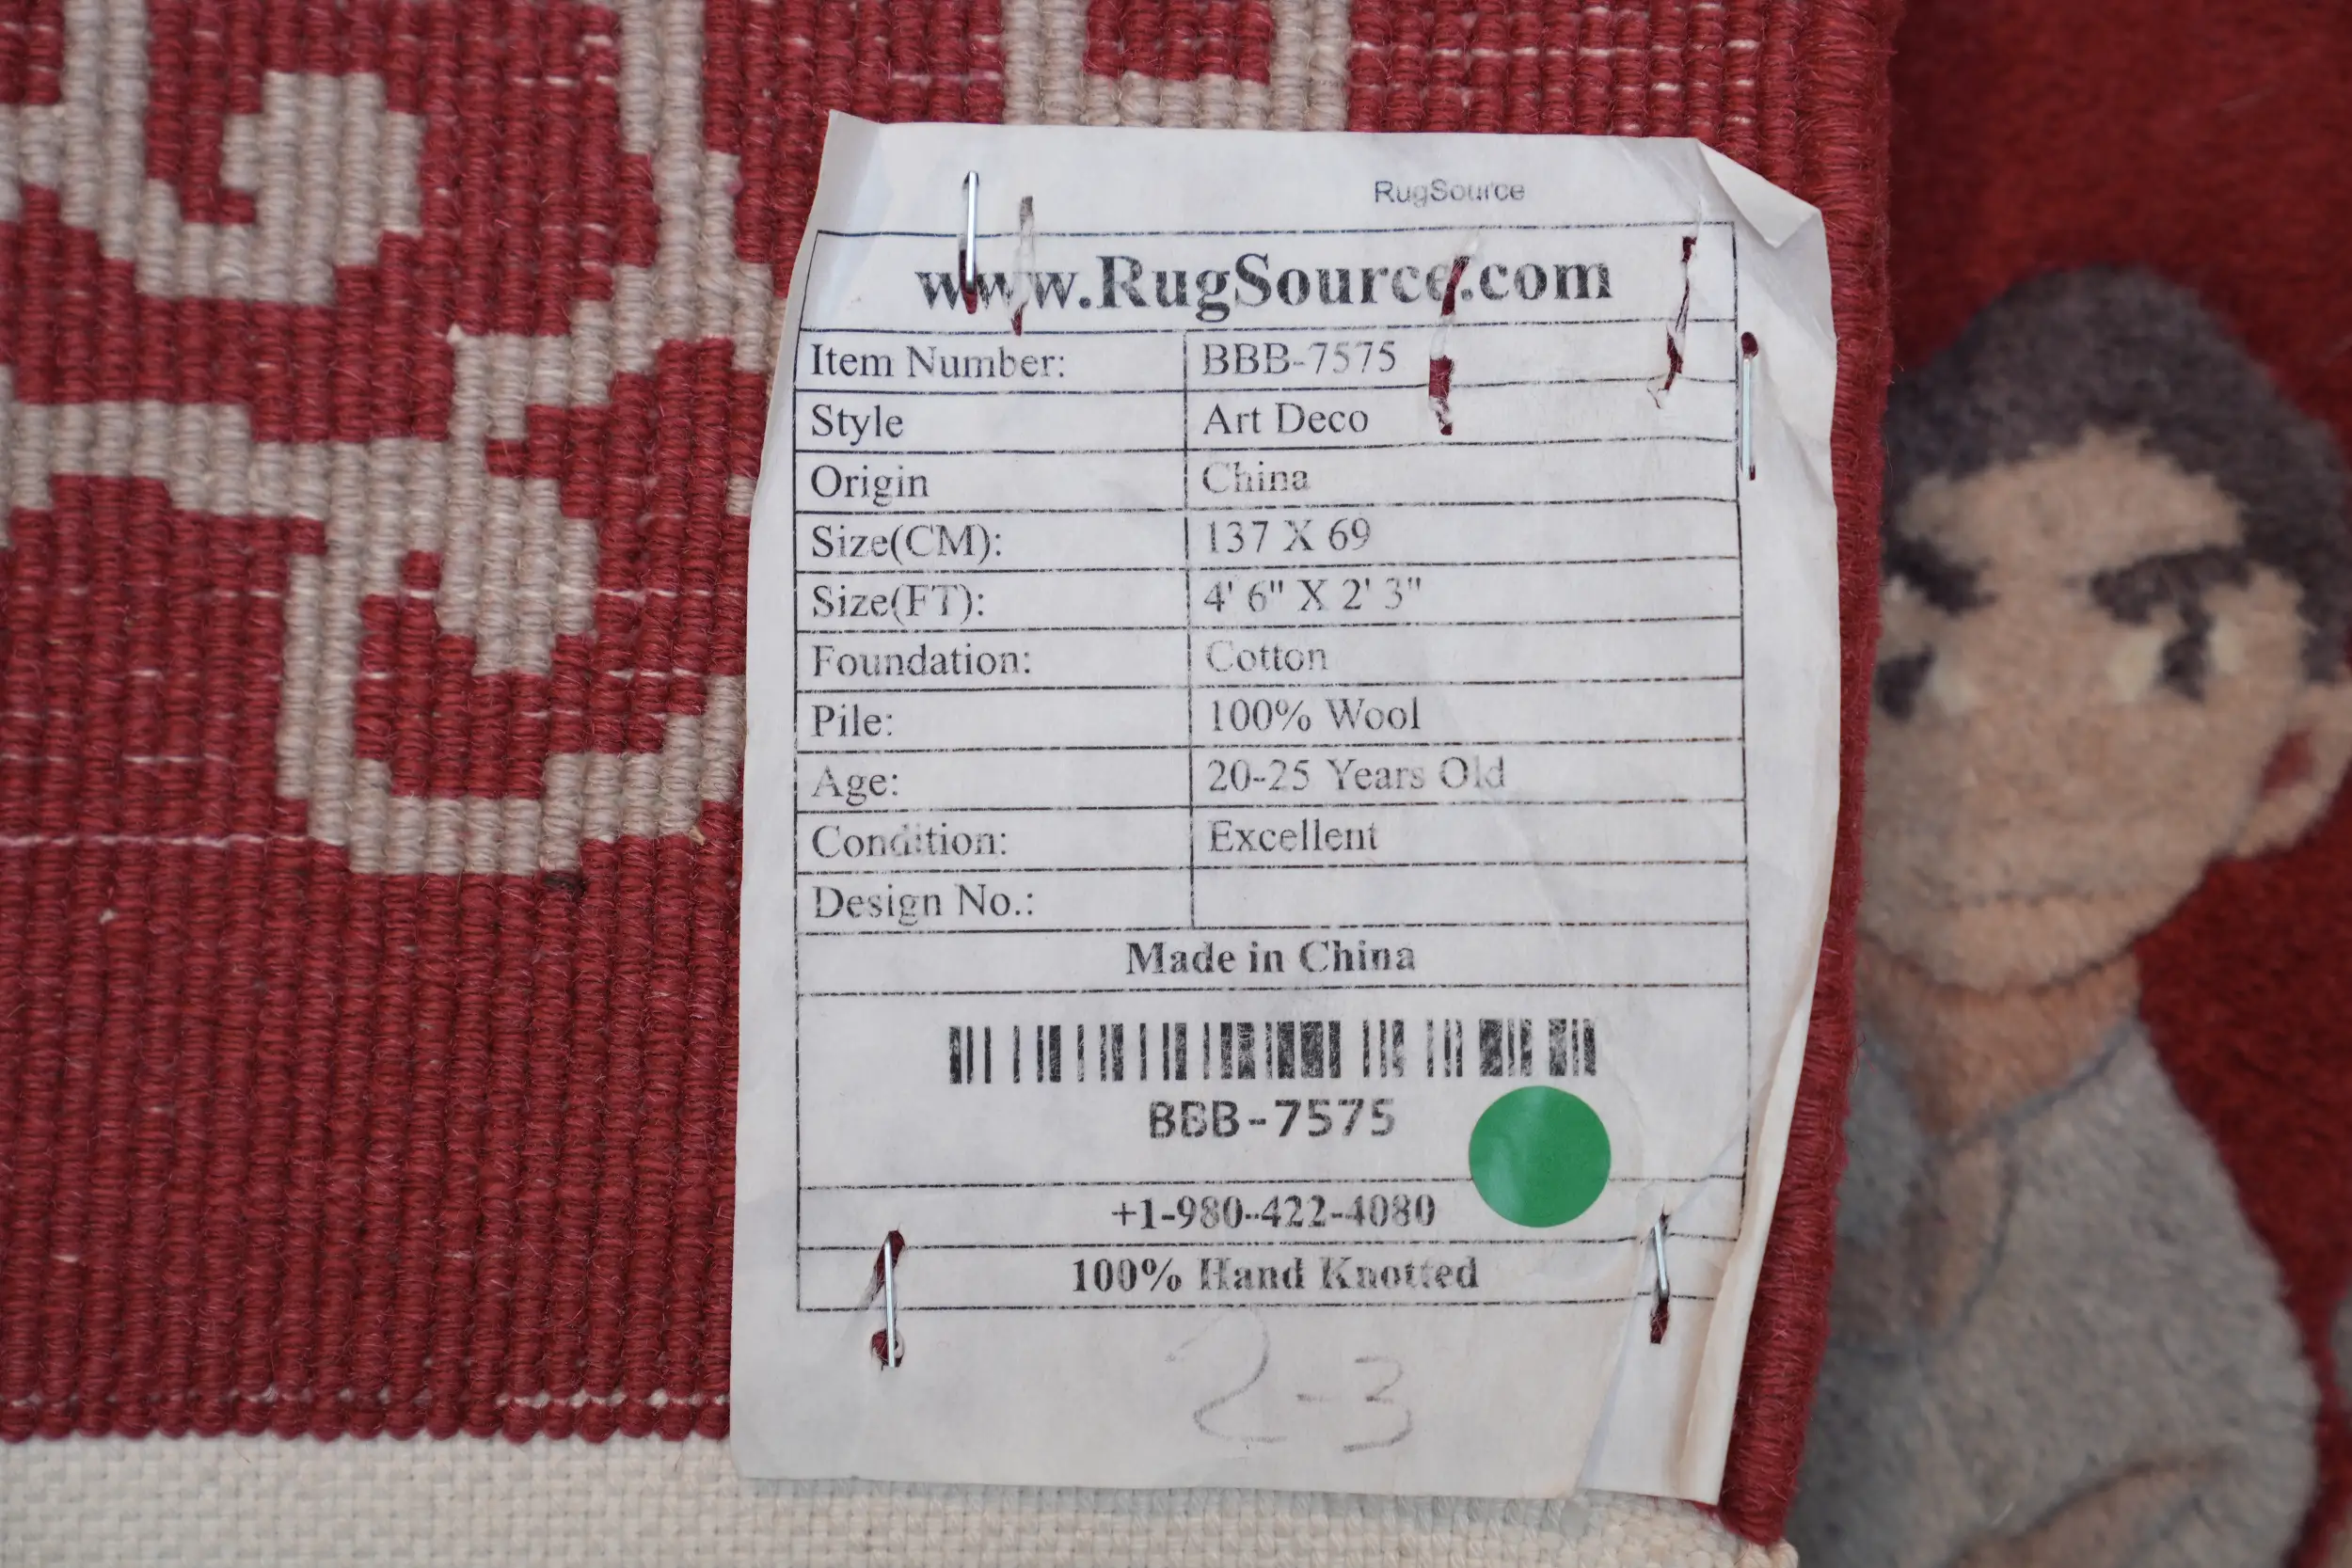 RugSource
www.RugSource.com
Item Number: BBB-7575
Style Art Deco
Origin China
Size(CM): 137 X 69
Size(FT): 4' 6" X 2' 3"
Foundation: Cotton
Pile: 100% Wool
Age: 20-25 Years Old
Condition: Excellent
Design No.:
Made in China
BBB-7575
+1-980-422-4080
100% Hand Knotted
2-3